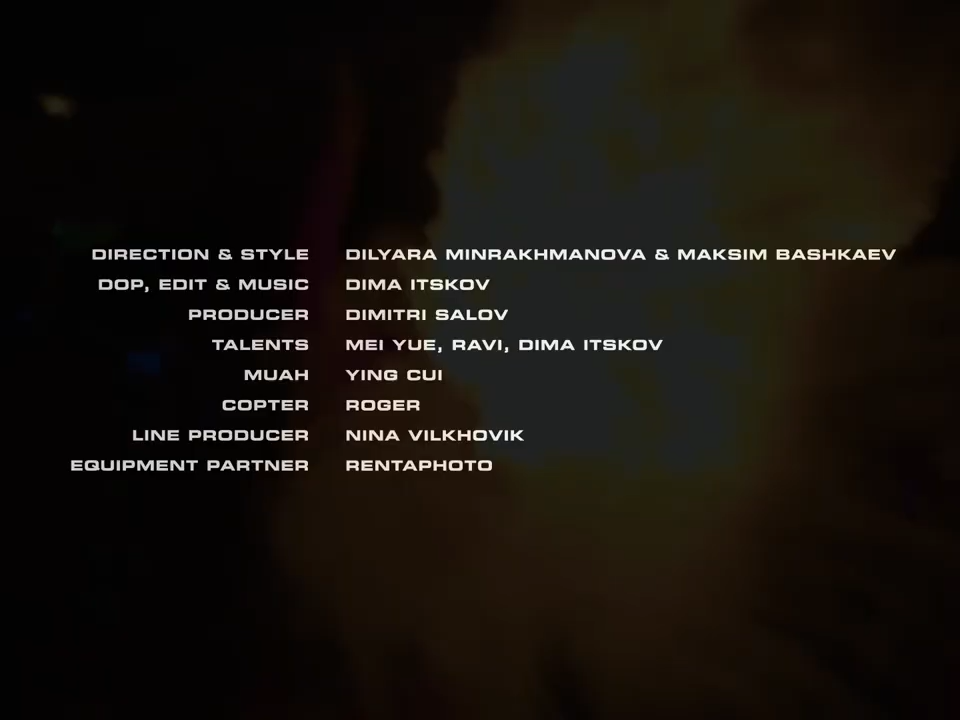 DIRECTION & STYLE DILYARA MINRAKHMANOVA & MAKSIM BASHKAEV
DOP, EDIT & MUSIC DIMA ITSKOV
PRODUCER DIMITRI SALOV
TALENTS MEI YUE, RAVI, DIMA ITSKOV
MUAH YING CUI
COPTER ROGER
LINE PRODUCER NINA VILKHOVIK
EQUIPMENT PARTNER RENTAPHOTO